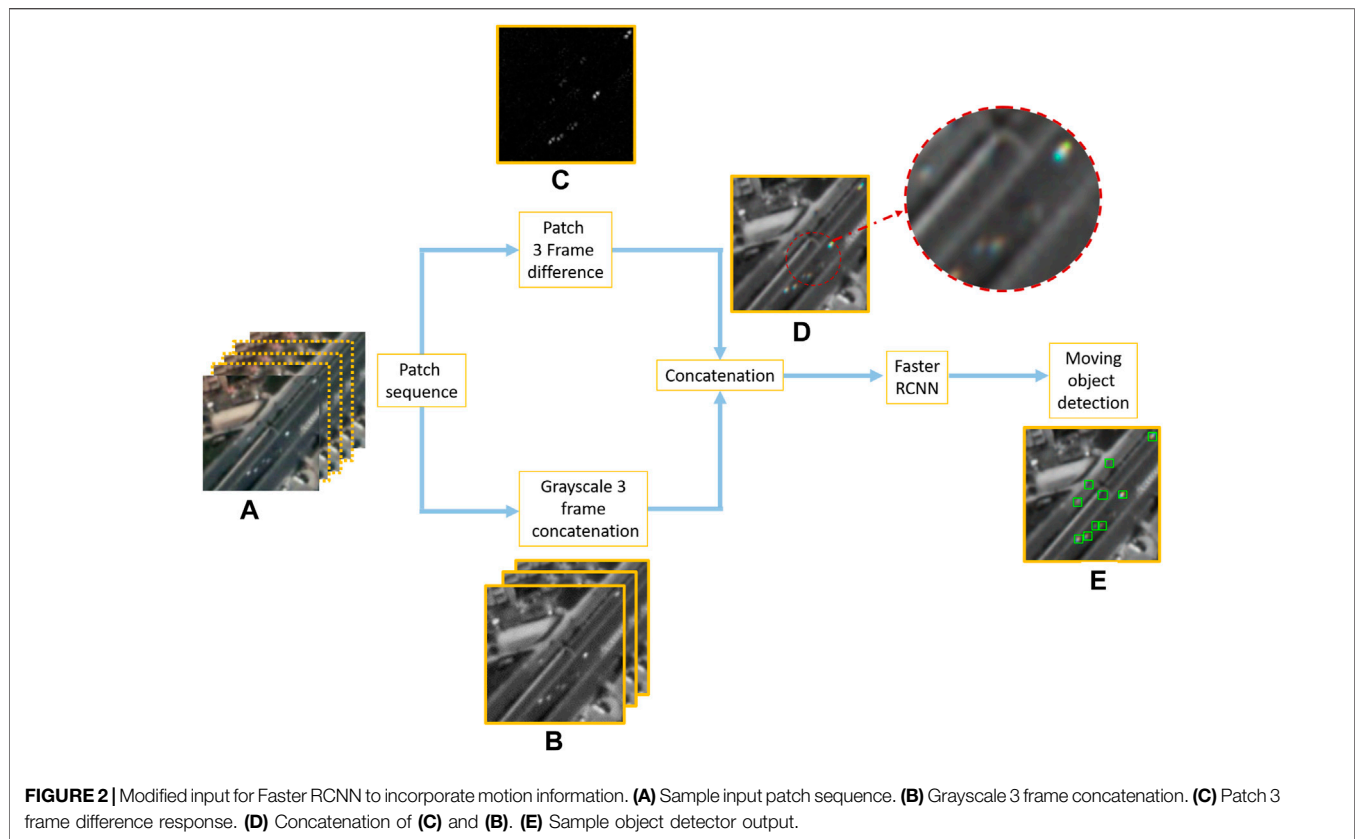 C
Patch
3 Frame
difference
D
A
Patch
sequence
Concatenation
Faster
RCNN
Moving
object
detection
Grayscale 3
frame
concatenation
B
E
FIGURE 2 | Modified input for Faster RCNN to incorporate motion information. (A) Sample input patch sequence. (B) Grayscale 3 frame concatenation. (C) Patch 3
frame difference response. (D) Concatenation of (C) and (B). (E) Sample object detector output.